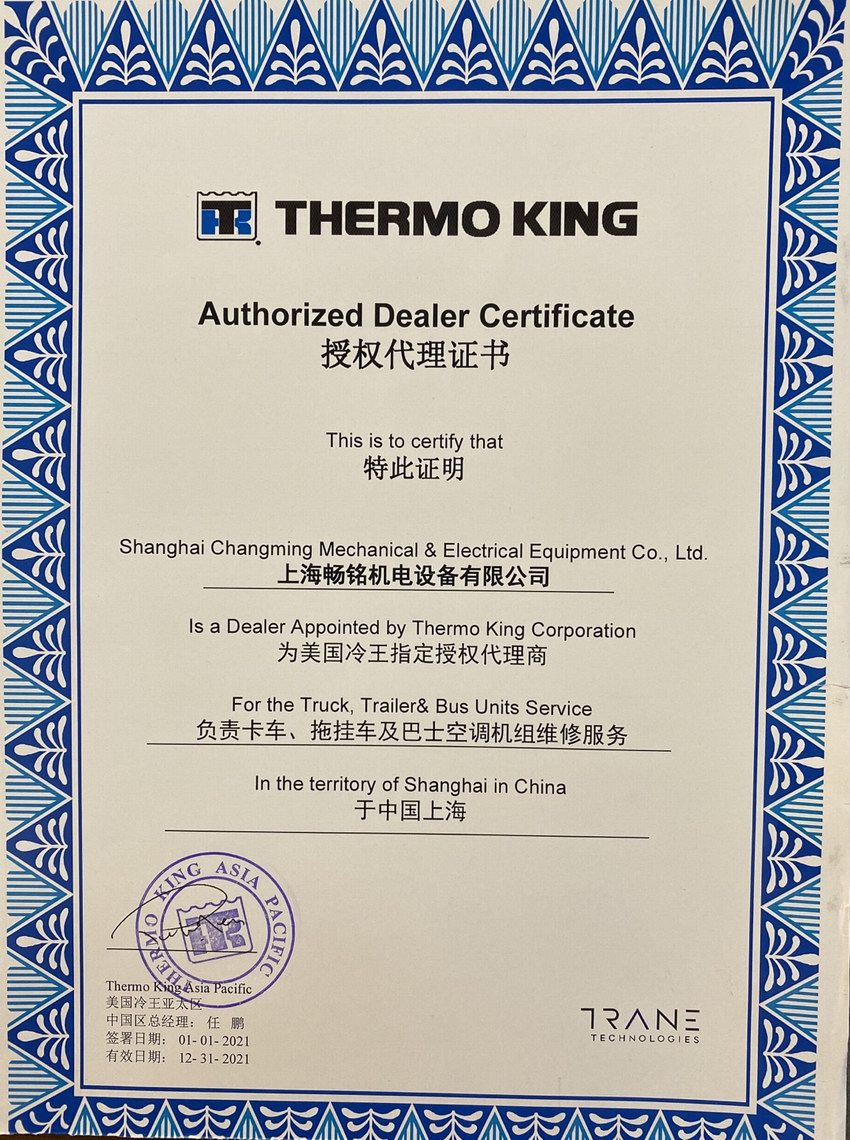 THERMO KING
Authorized Dealer Certificate
授权代理证书
This is to certify that
特此证明
Shanghai Changming Mechanical & Electrical Equipment Co., Ltd.
上海畅铭机电设备有限公司
Is a Dealer Appointed by Thermo King Corporation
为美国冷王指定授权代理商
For the Truck, Trailer& Bus Units Service
负责卡车、拖挂车及巴士空调机组维修服务
In the territory of Shanghai in China
于中国上海
THERMO KING ASIA PACIFIC
Thermo King Asia Pacific
美国冷王亚太区
中国区总经理： 任 鹏
签署日期： 01- 01- 2021
有效日期： 12- 31- 2021
TRANE
TECHNOLOGIES